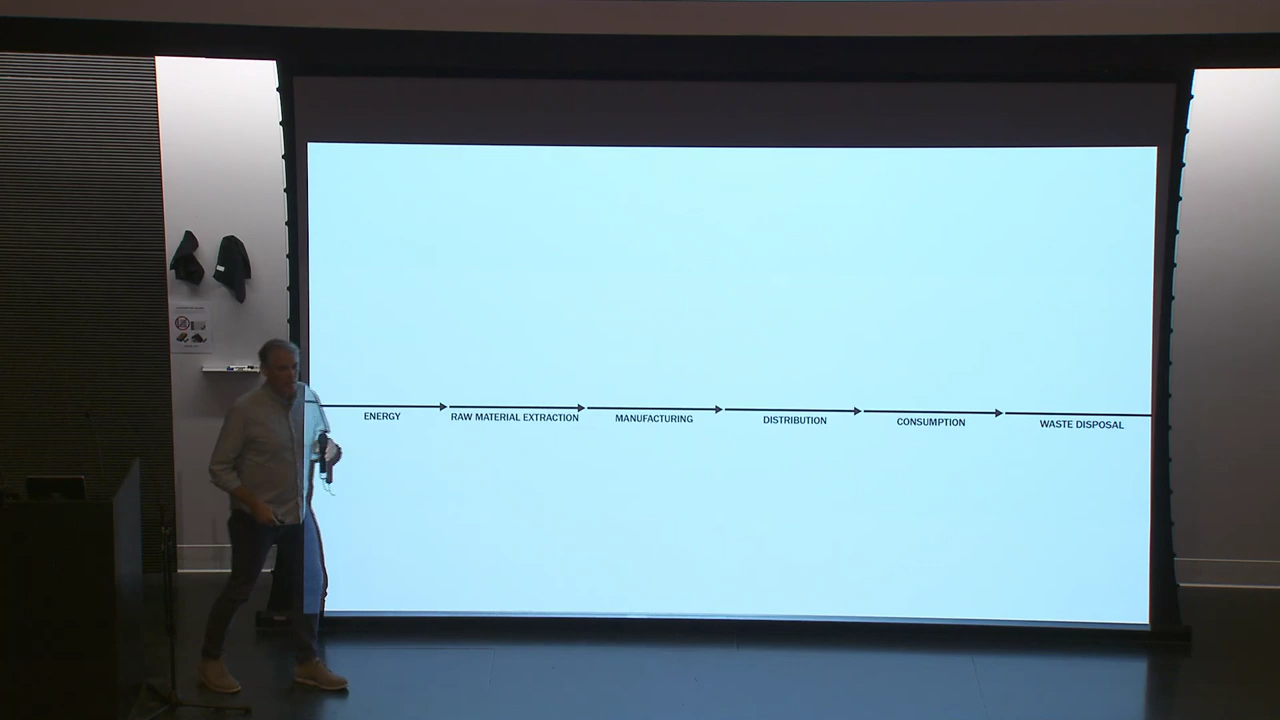 ENERGY
RAW MATERIAL EXTRACTION
MANUFACTURING
DISTRIBUTION
CONSUMPTION
WASTE DISPOSAL